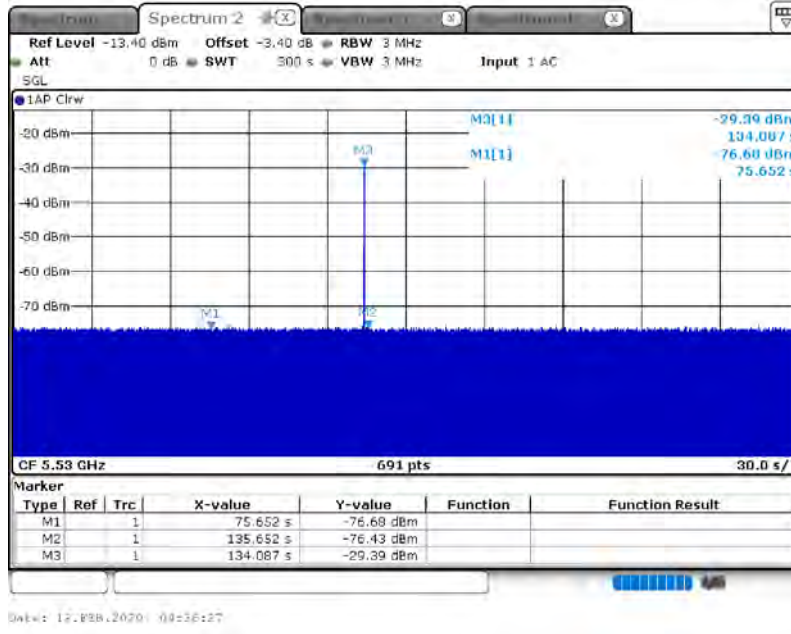 Spectrum 2 X X X
Ref Level -13.40 dBm Offset -3.40 dB RBW 3 MHz
Att 0 dB SWT 300 s VBW 3 MHz Input 1 AC
SGL
1AP Clrw
M3[1] -29.39 dBm
134.087 s
M1[1] -76.68 dBm
75.652 s
-20 dBm
M3
-30 dBm
-40 dBm
-50 dBm
-60 dBm
-70 dBm
M1 M2
CF 5.53 GHz 691 pts 30.0 s/
Marker
Type Ref Trc X-value Y-value Function Function Result
M1 1 75.652 s -76.68 dBm
M2 1 135.652 s -76.43 dBm
M3 1 134.087 s -29.39 dBm